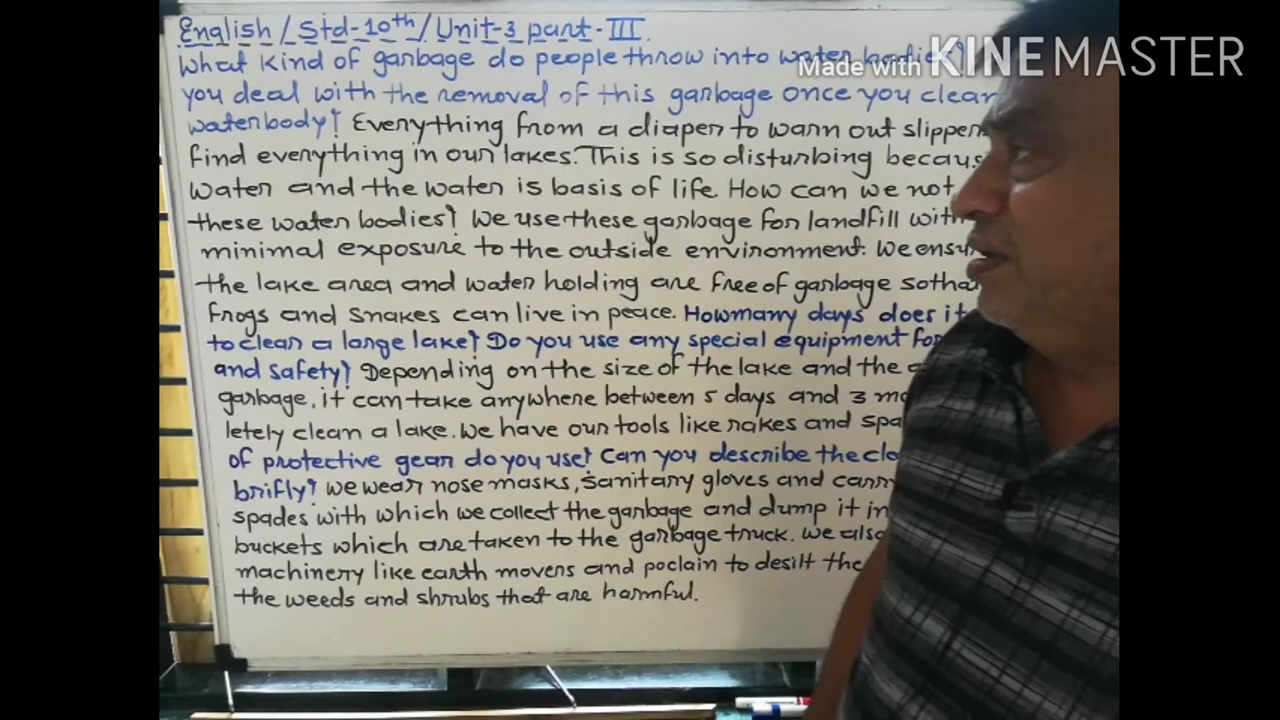 English / Std-10th / Unit-3 part-III.
What kind of garbage do people throw into water bodies?
Made with KINEMASTER
you deal with the removal of this garbage once you clean
waterbody? Everything from a diaper to warn out slippers
find everything in our lakes. This is so disturbing
water and the water is basis of life. How can we not
these water bodies? We use these garbage for landfill with
minimal exposure to the outside environment. We
the lake area and water holding are free of garbage
frogs and snakes can live in peace. Howmany days does it
to clean a large lake? Do you use any special equipment for
and safety? Depending on the size of the lake and the
garbage, it can take anywhere between 5 days and 3
letely clean a lake. We have our tools like rakes and
of protective gear do you use? Can you describe the
brifly? We wear nose masks, sanitary gloves and carry
spades with which we collect the garbage and dump it in
buckets which are taken to the garbage truck. We also
machinery like earth movers and poclain to desilt the
the weeds and shrubs that are harmful.